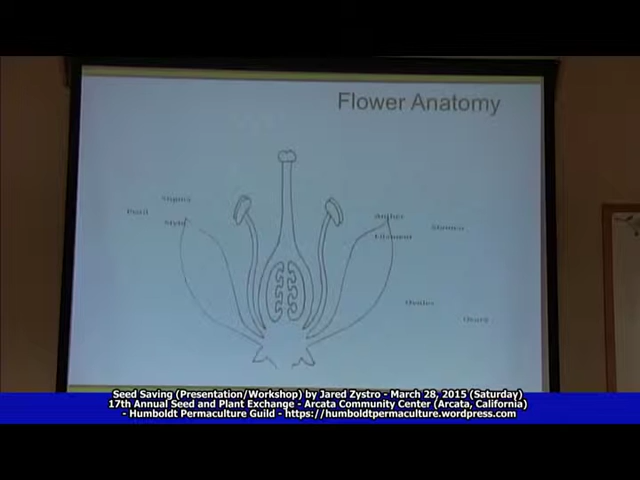 Flower Anatomy
Stigma
Pistil
Style
Anther
Stamen
Filament
Ovules
Ovary
Seed Saving (Presentation/Workshop) by Jared Zystro - March 28, 2015 (Saturday)
17th Annual Seed and Plant Exchange - Arcata Community Center (Arcata, California)
- Humboldt Permaculture Guild - https://humboldtpermaculture.wordpress.com